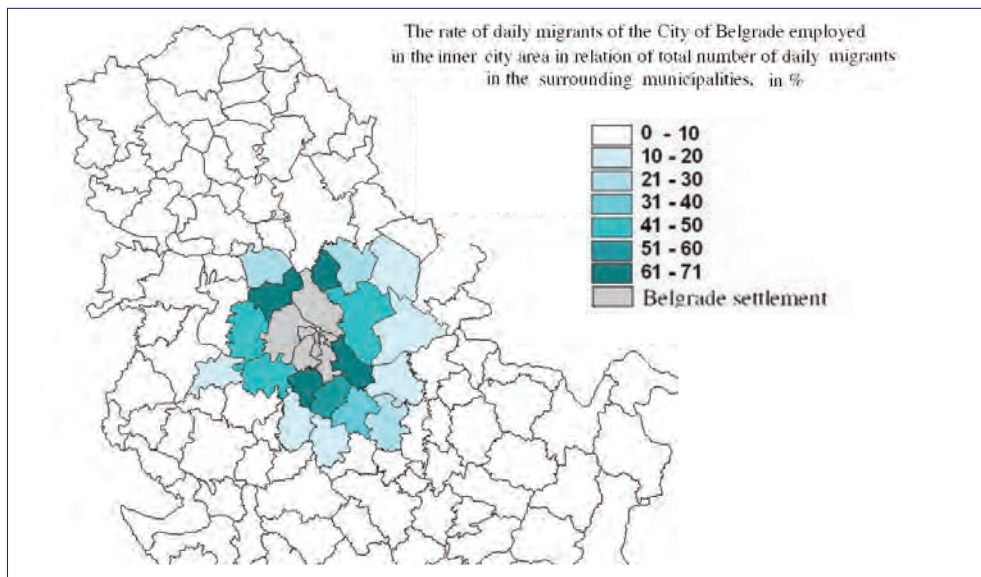 The rate of daily migrants of the City of Belgrade employed
in the inner city area in relation of total number of daily migrants
in the surrounding municipalities, in %
0 - 10
10 - 20
21 - 30
31 - 40
41 - 50
51 - 60
61 - 71
Belgrade settlement